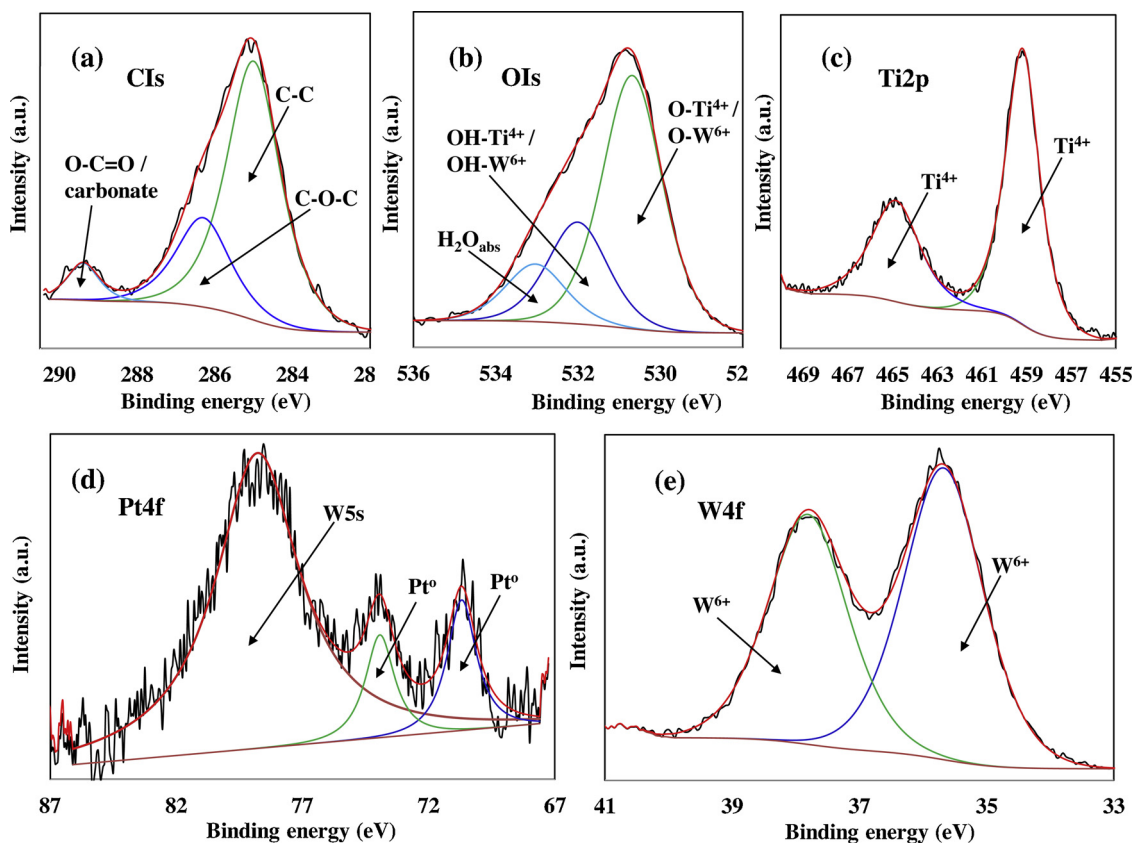 (a)
CIs
C-C
O-C=O /
carbonate
C-O-C
Intensity (a.u.)
290 288 286 284 28
Binding energy (eV)
(b)
OIs
O-Ti⁴⁺/
O-W⁶⁺
OH-Ti⁴⁺/
OH-W⁶⁺
H₂Oabs
Intensity (a.u.)
536 534 532 530 52
Binding energy (eV)
(c)
Ti2p
Ti⁴⁺
Ti⁴⁺
Intensity (a.u.)
469 467 465 463 461 459 457 455
Binding energy (eV)
(d)
Pt4f
W5s
Ptº
Ptº
Intensity (a.u.)
87 82 77 72 67
Binding energy (eV)
(e)
W4f
W⁶⁺
W⁶⁺
Intensity (a.u.)
41 39 37 35 33
Binding energy (eV)